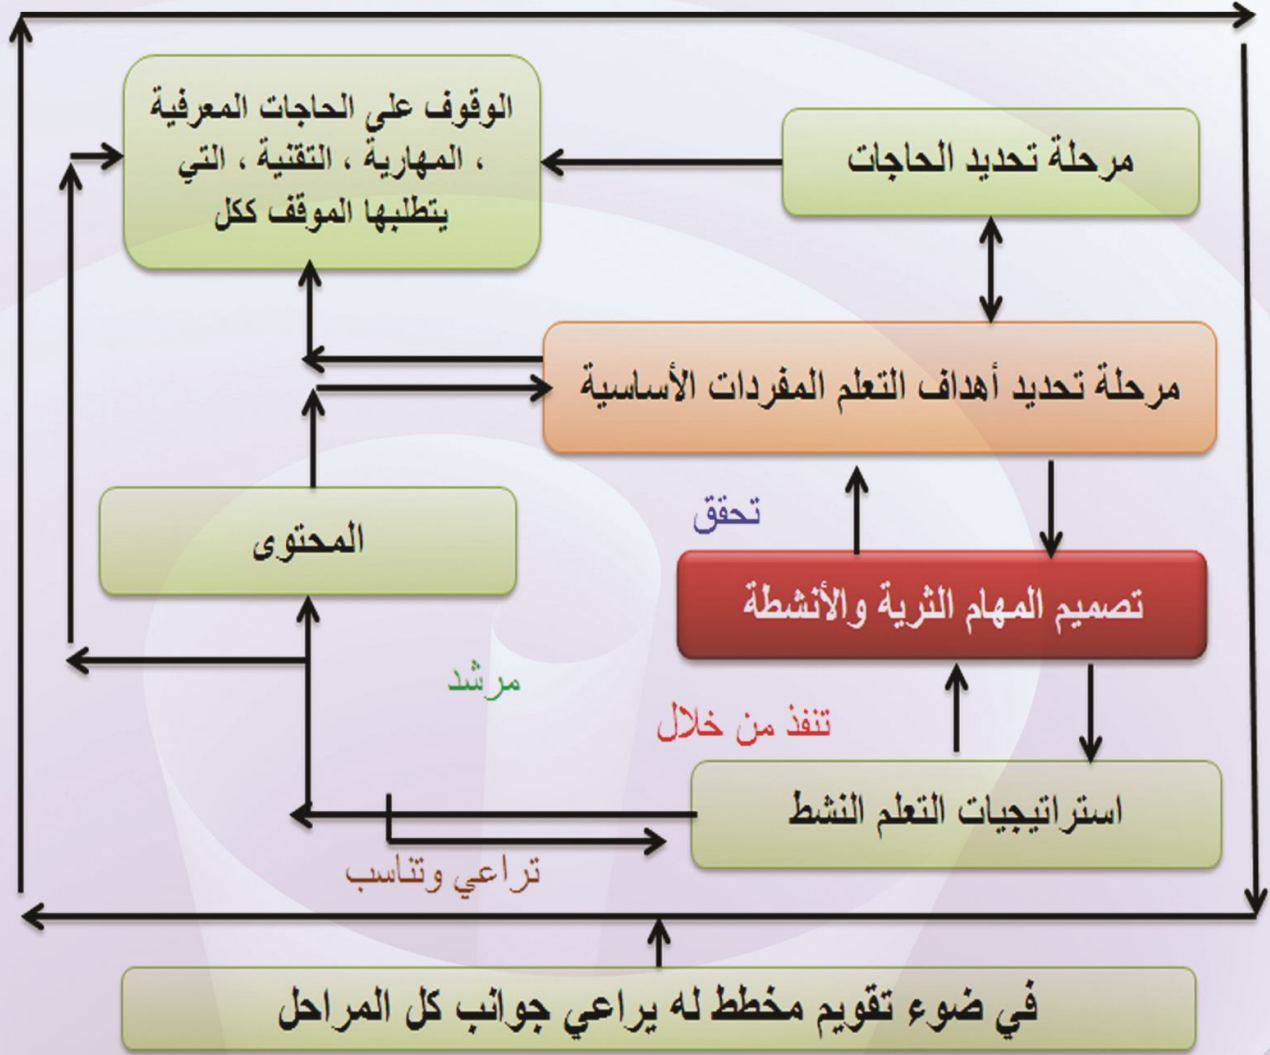 مرحلة تحديد الحاجات
الوقوف على الحاجات المعرفية
، المهارية ، التقنية ، التي
يتطلبها الموقف ككل
مرحلة تحديد أهداف التعلم المفردات الأساسية
تحقق
المحتوى
تصميم المهام الثرية والأنشطة
مرشد
تنفذ من خلال
استراتيجيات التعلم النشط
تراعي وتناسب
في ضوء تقويم مخطط له يراعي جوانب كل المراحل